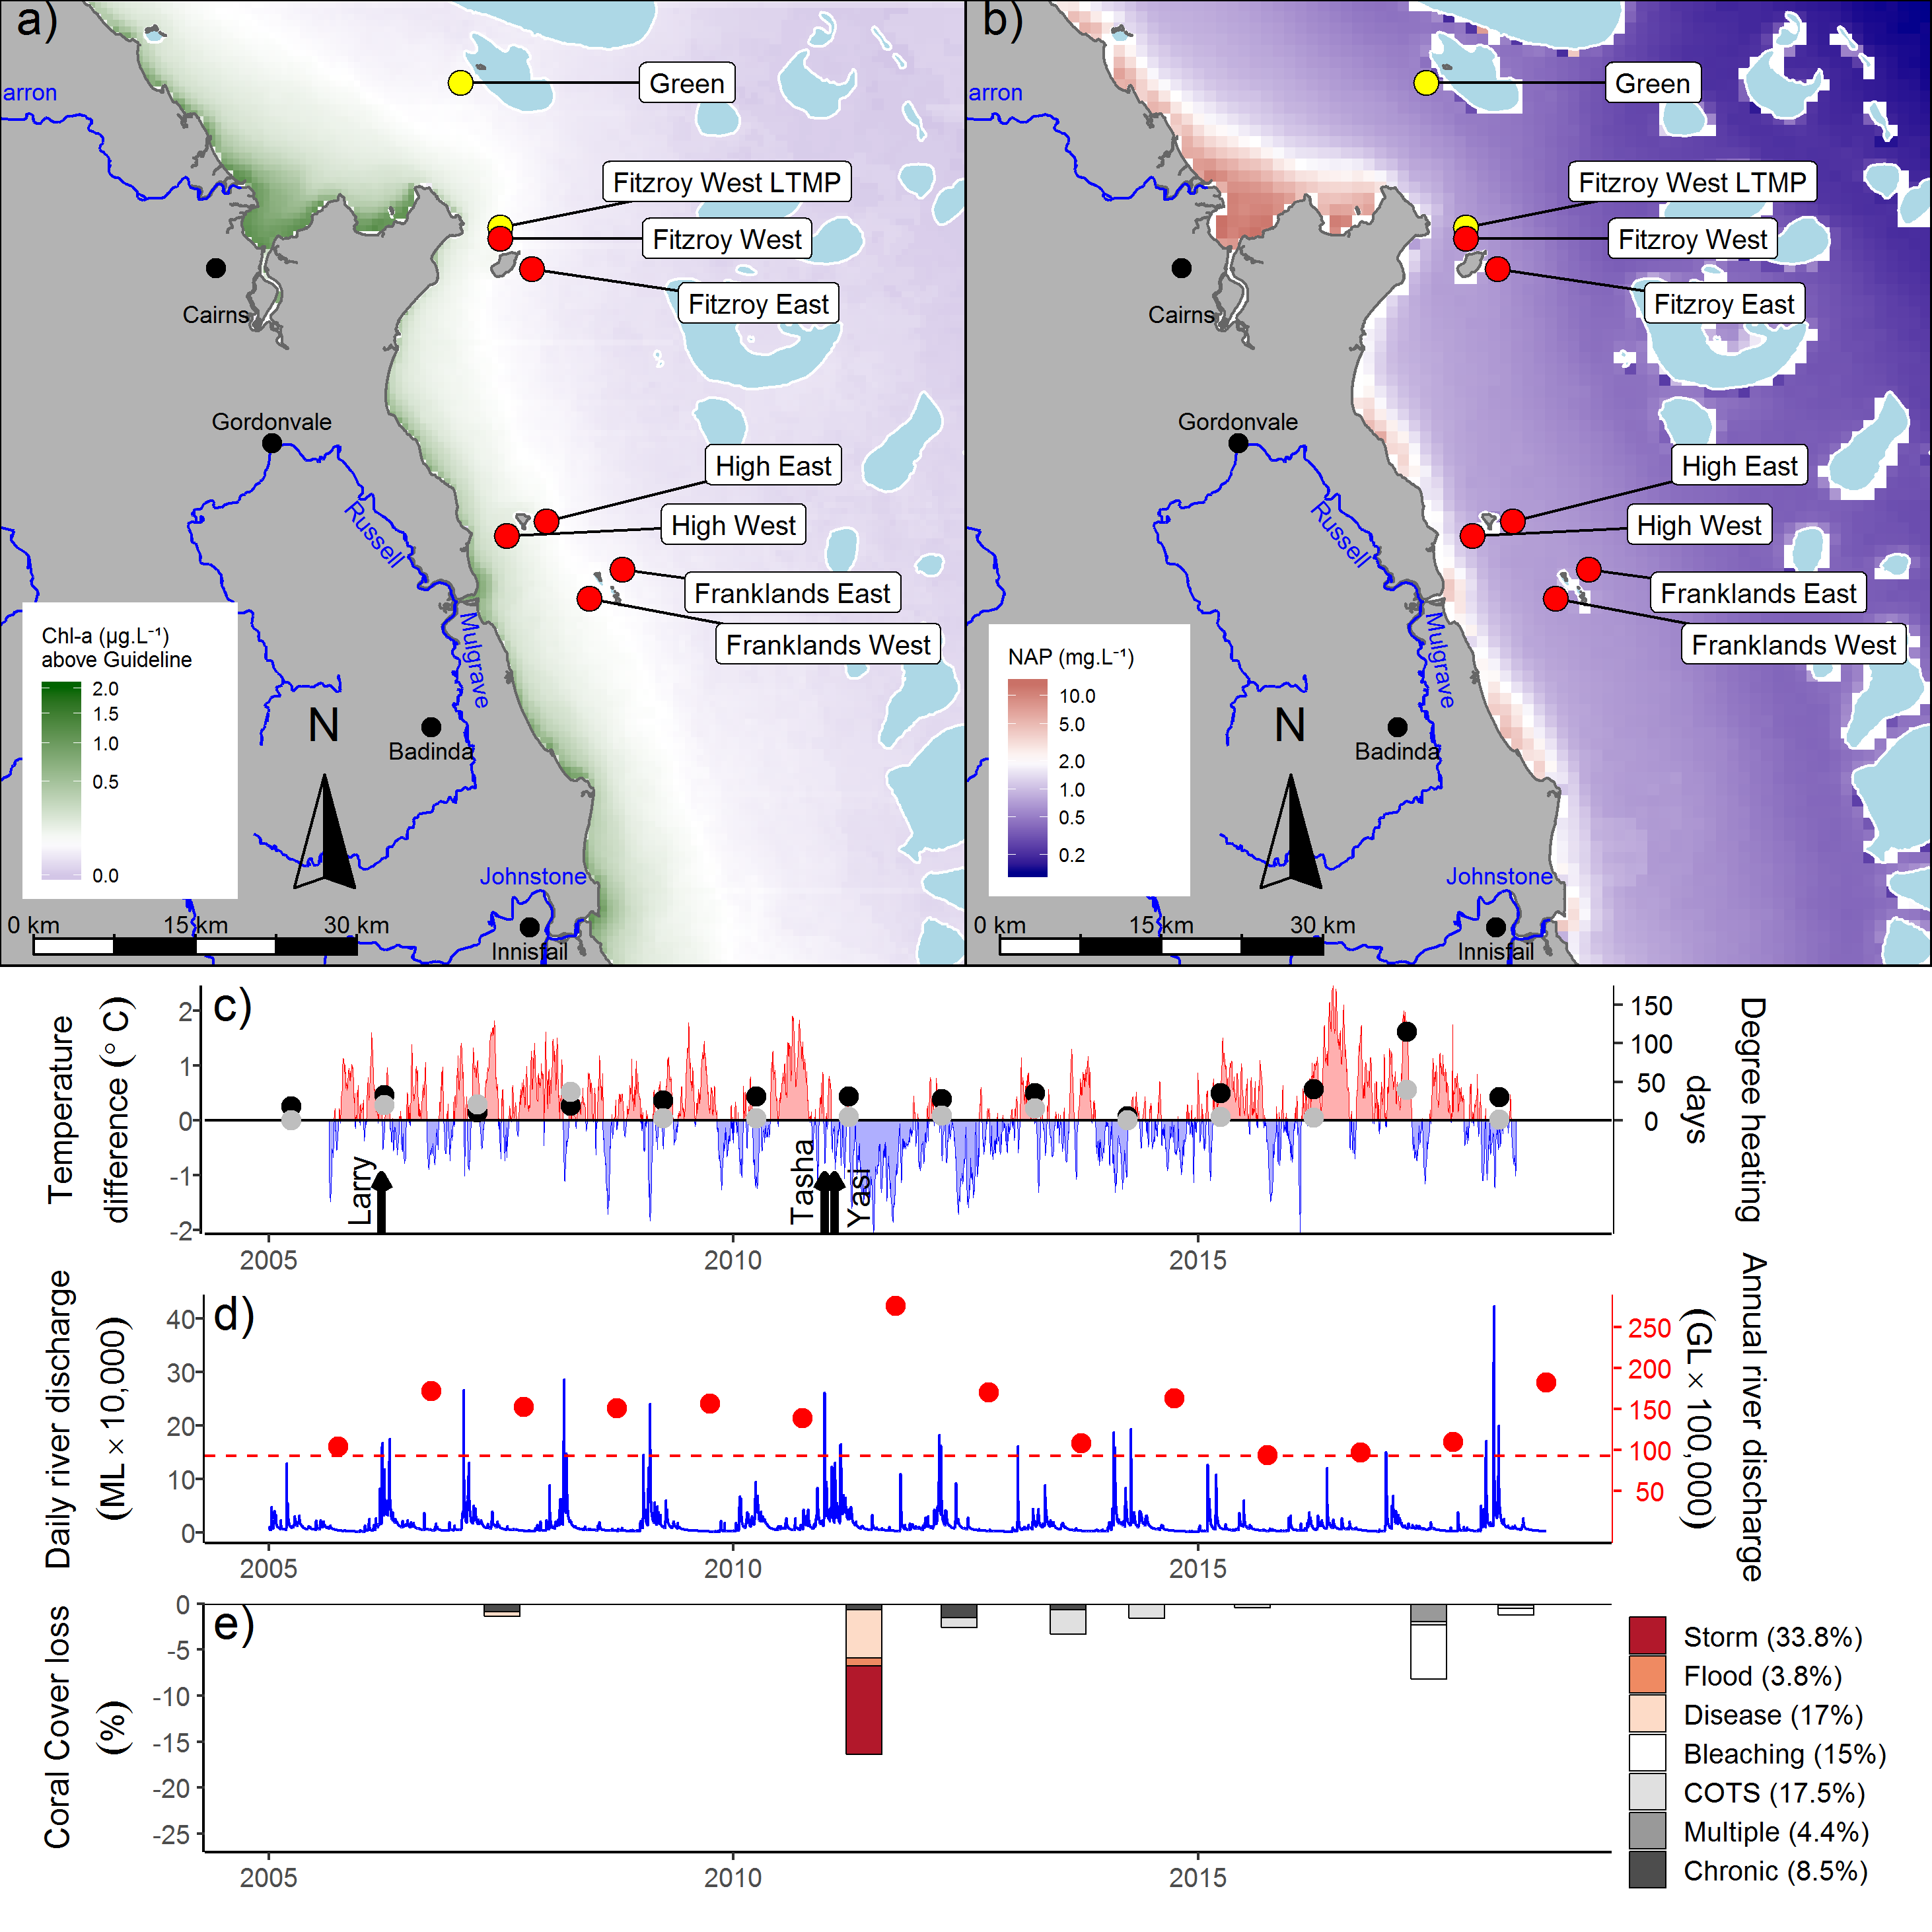 a)
arron
Green
Fitzroy West LTMP
Fitzroy West
Fitzroy East
Cairns
Gordonvale
Russell
High East
High West
Franklands East
Franklands West
Mulgrave
Chl-a (µg.L⁻¹)
above Guideline
2.0
1.5
1.0
0.5
0.0
N
Badinda
Johnstone
Innisfail
0 km 15 km 30 km
b)
arron
Green
Fitzroy West LTMP
Fitzroy West
Fitzroy East
Cairns
Gordonvale
Russell
High East
High West
Franklands East
Franklands West
Mulgrave
NAP (mg.L⁻¹)
10.0
5.0
2.0
1.0
0.5
0.2
N
Badinda
Johnstone
Innisfail
0 km 15 km 30 km
c)
Temperature
difference (° C)
2
1
0
-1
-2
Larry
Tasha
Yasi
150
100
50
0
Degree heating
days
2005 2010 2015
d)
Daily river discharge
(ML × 10,000)
40
30
20
10
0
250
200
150
100
50
Annual river discharge
(GL × 100,000)
2005 2010 2015
e)
Coral Cover loss
(%)
0
-5
-10
-15
-20
-25
2005 2010 2015
Storm (33.8%)
Flood (3.8%)
Disease (17%)
Bleaching (15%)
COTS (17.5%)
Multiple (4.4%)
Chronic (8.5%)